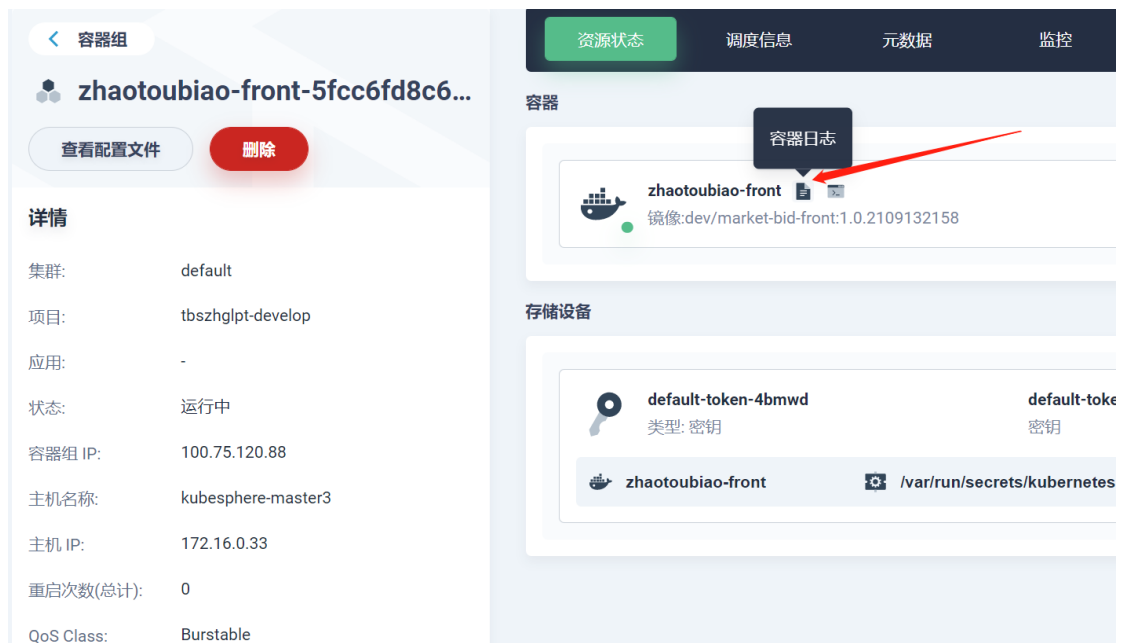 容器组
zhaotoubiao-front-5fcc6fd8c6...
查看配置文件
删除
详情
集群: default
项目: tbszhglpt-develop
应用: -
状态: 运行中
容器组 IP: 100.75.120.88
主机名称: kubesphere-master3
主机 IP: 172.16.0.33
重启次数(总计): 0
QoS Class: Burstable
资源状态 调度信息 元数据 监控
容器
容器日志
zhaotoubiao-front
镜像:dev/market-bid-front:1.0.2109132158
存储设备
default-token-4bmwd default-toke
类型: 密钥 密钥
zhaotoubiao-front /var/run/secrets/kubernetes